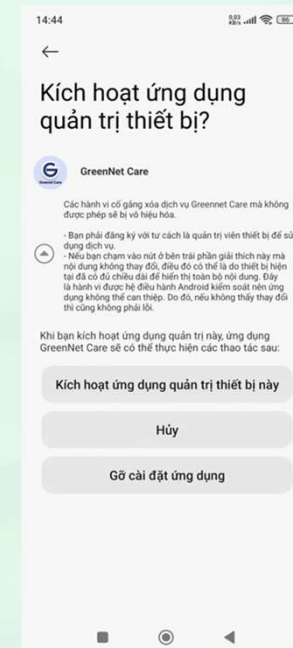 14:44
0,03
KB/s
86
Kích hoạt ứng dụng
quản trị thiết bị?
GreenNet Care
Các hành vi cố gắng xóa dịch vụ Greennet Care mà không
được phép sẽ bị vô hiệu hóa.
- Bạn phải đăng ký với tư cách là quản trị viên thiết bị để sử
dụng dịch vụ.
- Nếu bạn chạm vào nút ở bên trái phần giải thích này mà
nội dung không thay đổi, điều đó có thể là do thiết bị hiện
tại đã có đủ chiều dài để hiển thị toàn bộ nội dung. Đây
là hành vi được hệ điều hành Android kiểm soát nên ứng
dụng không thể can thiệp. Do đó, nếu không thấy thay đổi
thì cũng không phải lỗi.
Khi bạn kích hoạt ứng dụng quản trị này, ứng dụng
GreenNet Care sẽ có thể thực hiện các thao tác sau:
Kích hoạt ứng dụng quản trị thiết bị này
Hủy
Gỡ cài đặt ứng dụng